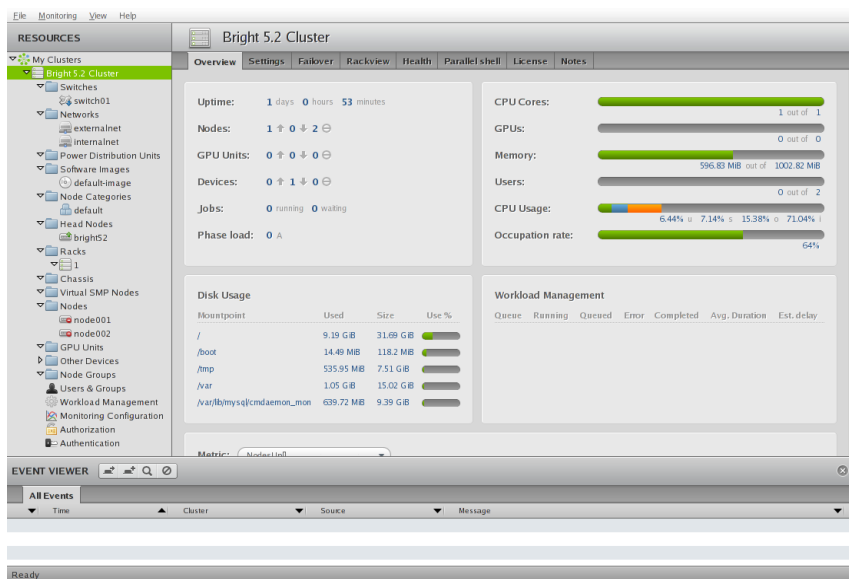 File Monitoring View Help
RESOURCES
My Clusters
Bright 5.2 Cluster
Switches
switch01
Networks
externalnet
internalnet
Power Distribution Units
Software Images
default-image
Node Categories
default
Head Nodes
bright52
Racks
1
Chassis
Virtual SMP Nodes
Nodes
node001
node002
GPU Units
Other Devices
Node Groups
Users & Groups
Workload Management
Monitoring Configuration
Authorization
Authentication
Bright 5.2 Cluster
Overview Settings Failover Rackview Health Parallel shell License Notes
Uptime: 1 days 0 hours 53 minutes
Nodes: 1 ↑ 0 ↓ 2 ⊖
GPU Units: 0 ↑ 0 ↓ 0 ⊖
Devices: 0 ↑ 1 ↓ 0 ⊖
Jobs: 0 running 0 waiting
Phase load: 0 A
CPU Cores:
1 out of 1
GPUs:
0 out of 0
Memory:
596.83 MiB out of 1002.82 MiB
Users:
0 out of 2
CPU Usage:
6.44% u 7.14% s 15.38% o 71.04% i
Occupation rate:
64%
Disk Usage
Mountpoint Used Size Use %
/ 9.19 GiB 31.69 GiB
/boot 14.49 MiB 118.2 MiB
/tmp 535.95 MiB 7.51 GiB
/var 1.05 GiB 15.02 GiB
/var/lib/mysql/cmdaemon_mon 639.72 MiB 9.39 GiB
Workload Management
Queue Running Queued Error Completed Avg. Duration Est. delay
Metric: NodesUp[]
EVENT VIEWER
All Events
Time Cluster Source Message
Ready